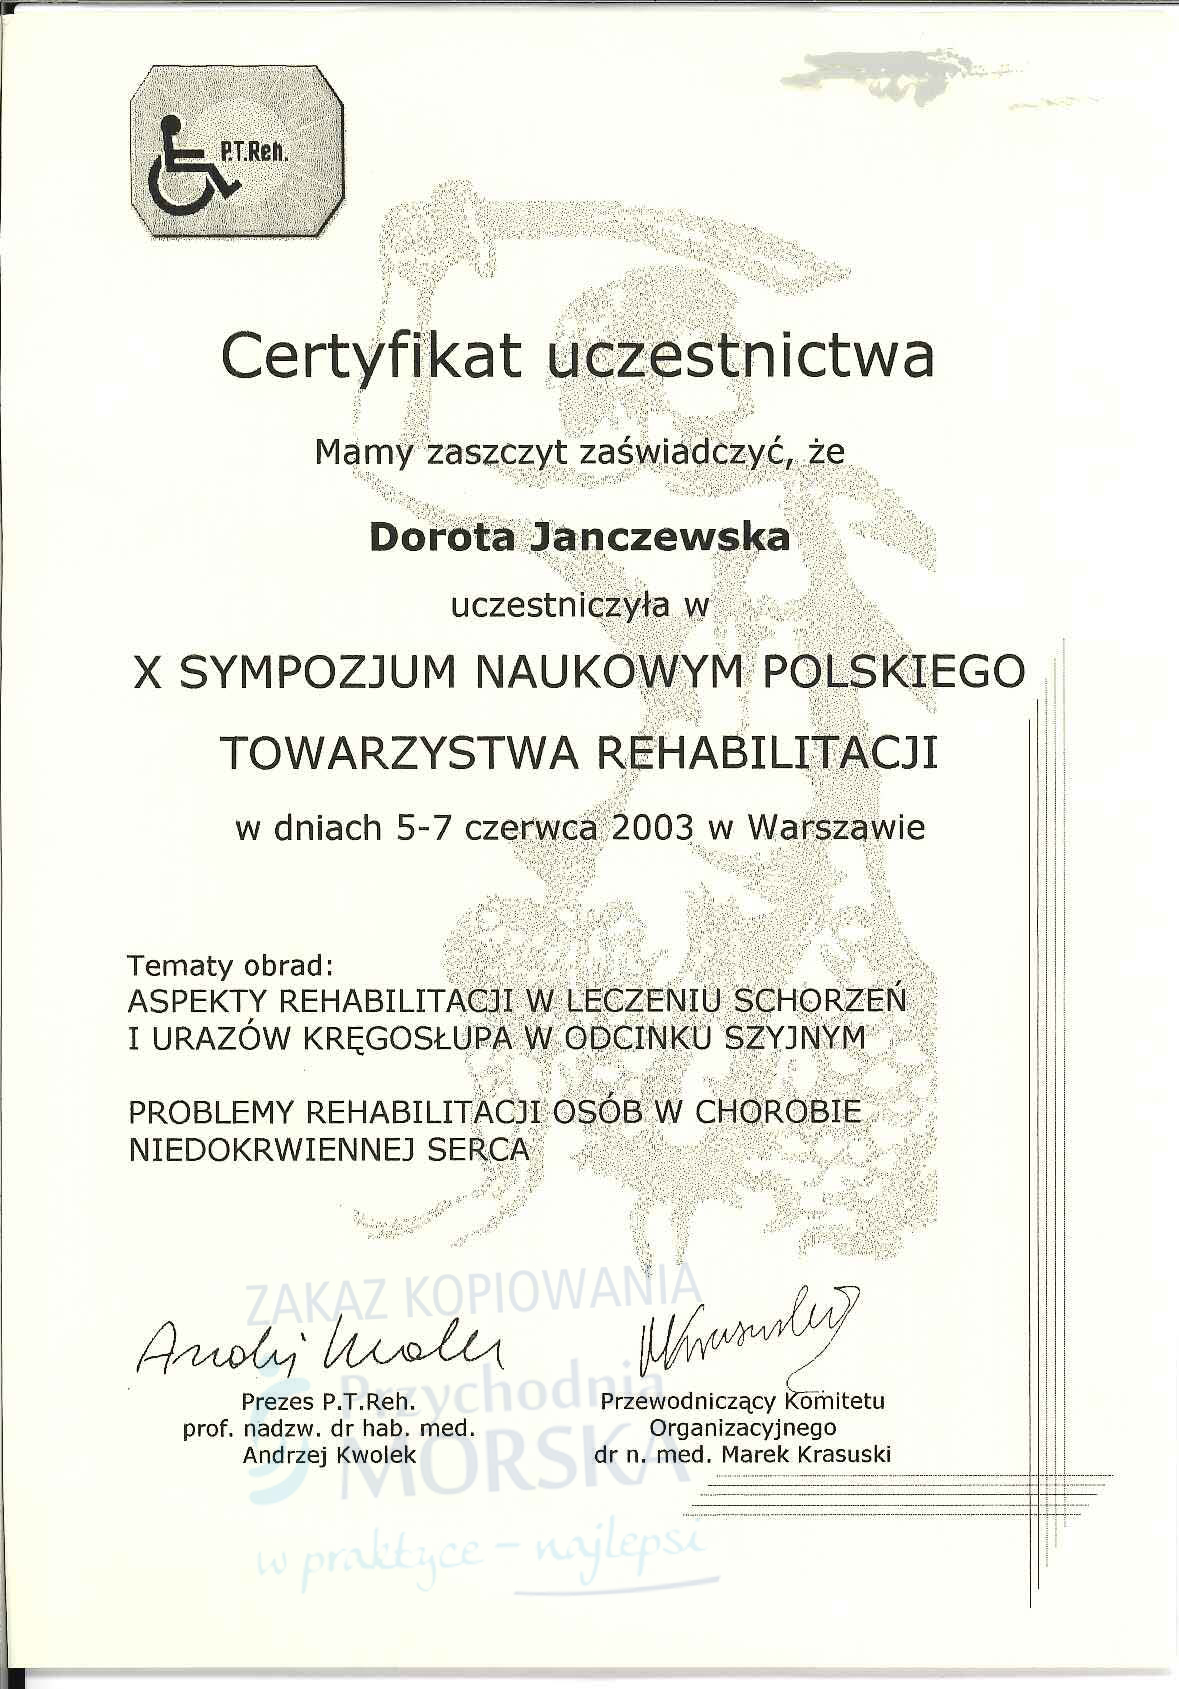 P.T.Reh.
Certyfikat uczestnictwa
Mamy zaszczyt zaświadczyć, że
Dorota Janczewska
uczestniczyła w
X SYMPOZJUM NAUKOWYM POLSKIEGO
TOWARZYSTWA REHABILITACJI
w dniach 5-7 czerwca 2003 w Warszawie
Tematy obrad:
ASPEKTY REHABILITACJI W LECZENIU SCHORZEŃ
I URAZÓW KRĘGOSŁUPA W ODCINKU SZYJNYM
PROBLEMY REHABILITACJI OSÓB W CHOROBIE
NIEDOKRWIENNEJ SERCA
ZAKAZ KOPIOWANIA
Prezes P.T.Reh.
prof. nadzw. dr hab. med.
Andrzej Kwolek
Przewodniczący Komitetu
Organizacyjnego
dr n. med. Marek Krasuski
Przychodnia
MORSKA
w praktyce – najlepsi